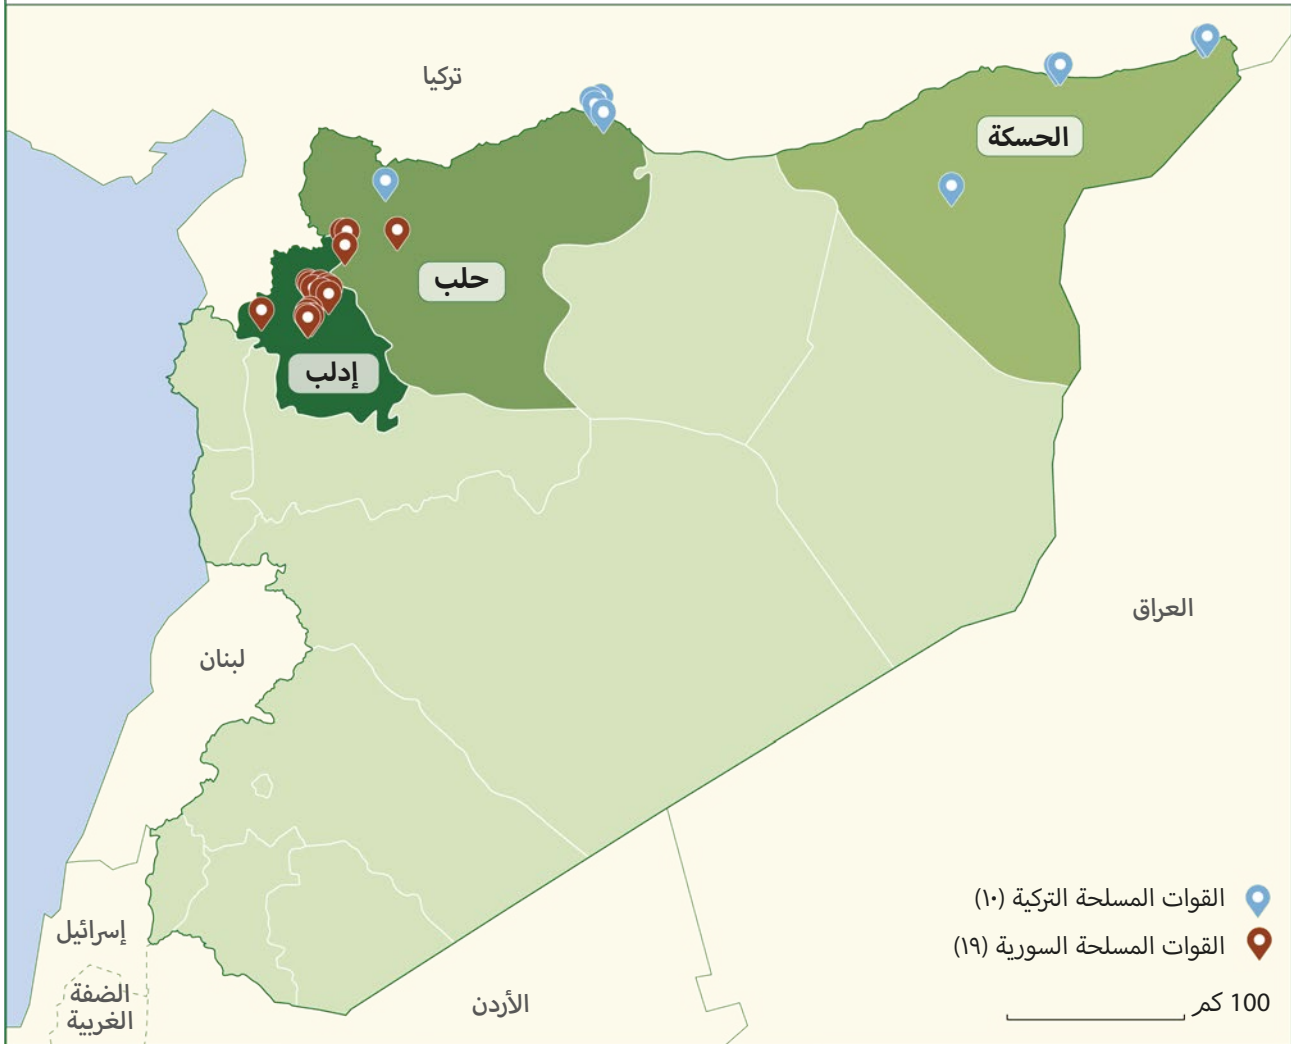 تركيا
الحسكة
حلب
إدلب
العراق
لبنان
القوات المسلحة التركية (١٠)
القوات المسلحة السورية (١٩)
إسرائيل
الضفة
الغربية
الأردن
100 كم